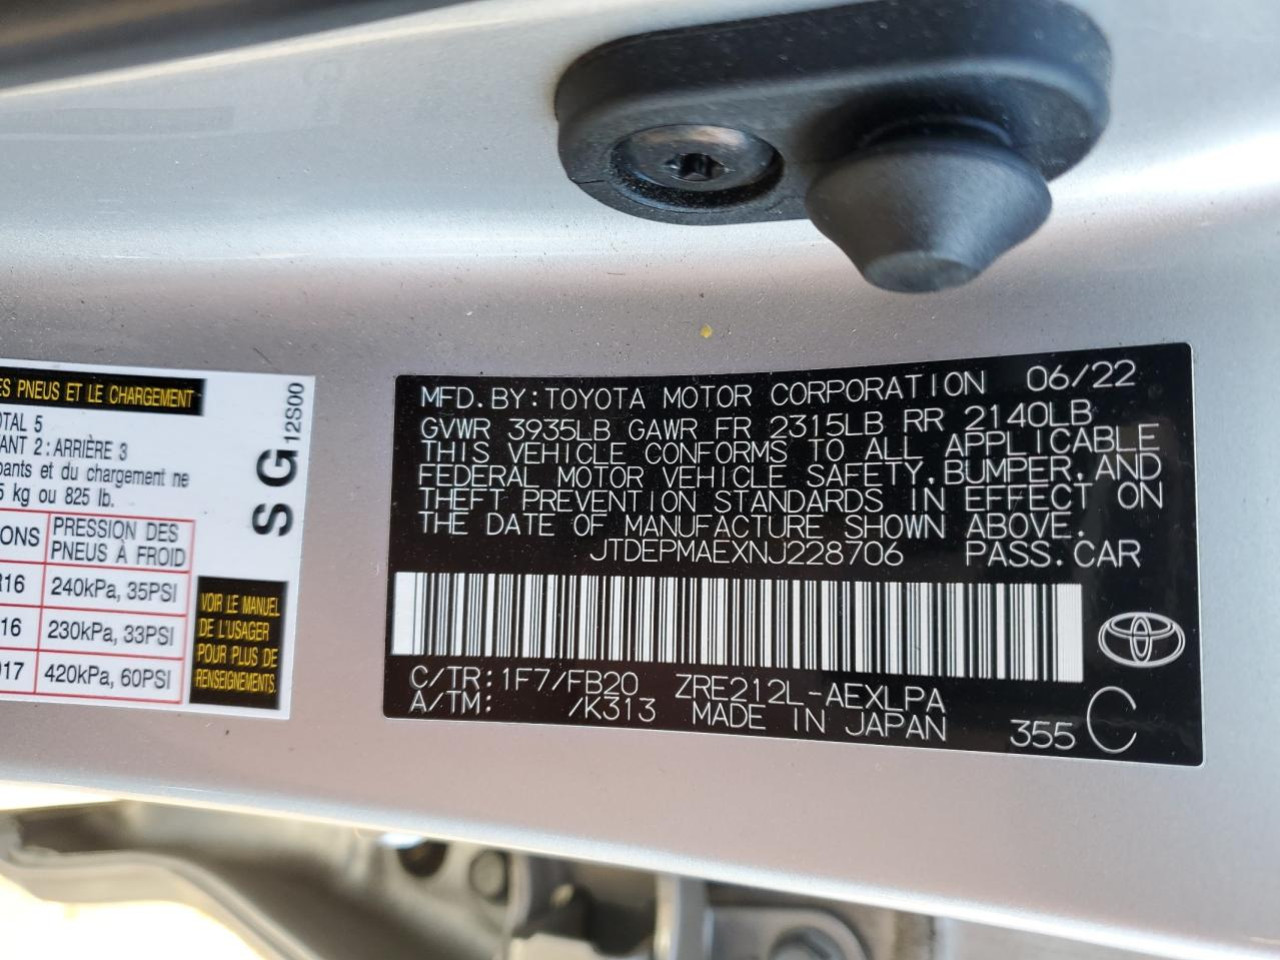 ES PNEUS ET LE CHARGEMENT
OTAL 5
ANT 2 : ARRIÈRE 3
pants et du chargement ne
5 kg ou 825 lb.
ONS PRESSION DES
PNEUS À FROID
R16 240kPa, 35PSI
16 230kPa, 33PSI
017 420kPa, 60PSI
SG 12S00
VOIR LE MANUEL
DE L'USAGER
POUR PLUS DE
RENSEIGNEMENTS.
MFD.BY:TOYOTA MOTOR CORPORATION 06/22
GVWR 3935LB GAWR FR 2315LB RR 2140LB
THIS VEHICLE CONFORMS TO ALL APPLICABLE
FEDERAL MOTOR VEHICLE SAFETY,BUMPER,AND
THEFT PREVENTION STANDARDS IN EFFECT ON
THE DATE OF MANUFACTURE SHOWN ABOVE.
JTDEPMAEXNJ228706 PASS.CAR
C/TR:1F7/FB20 ZRE212L-AEXLPA
A/TM: /K313 MADE IN JAPAN 355 C